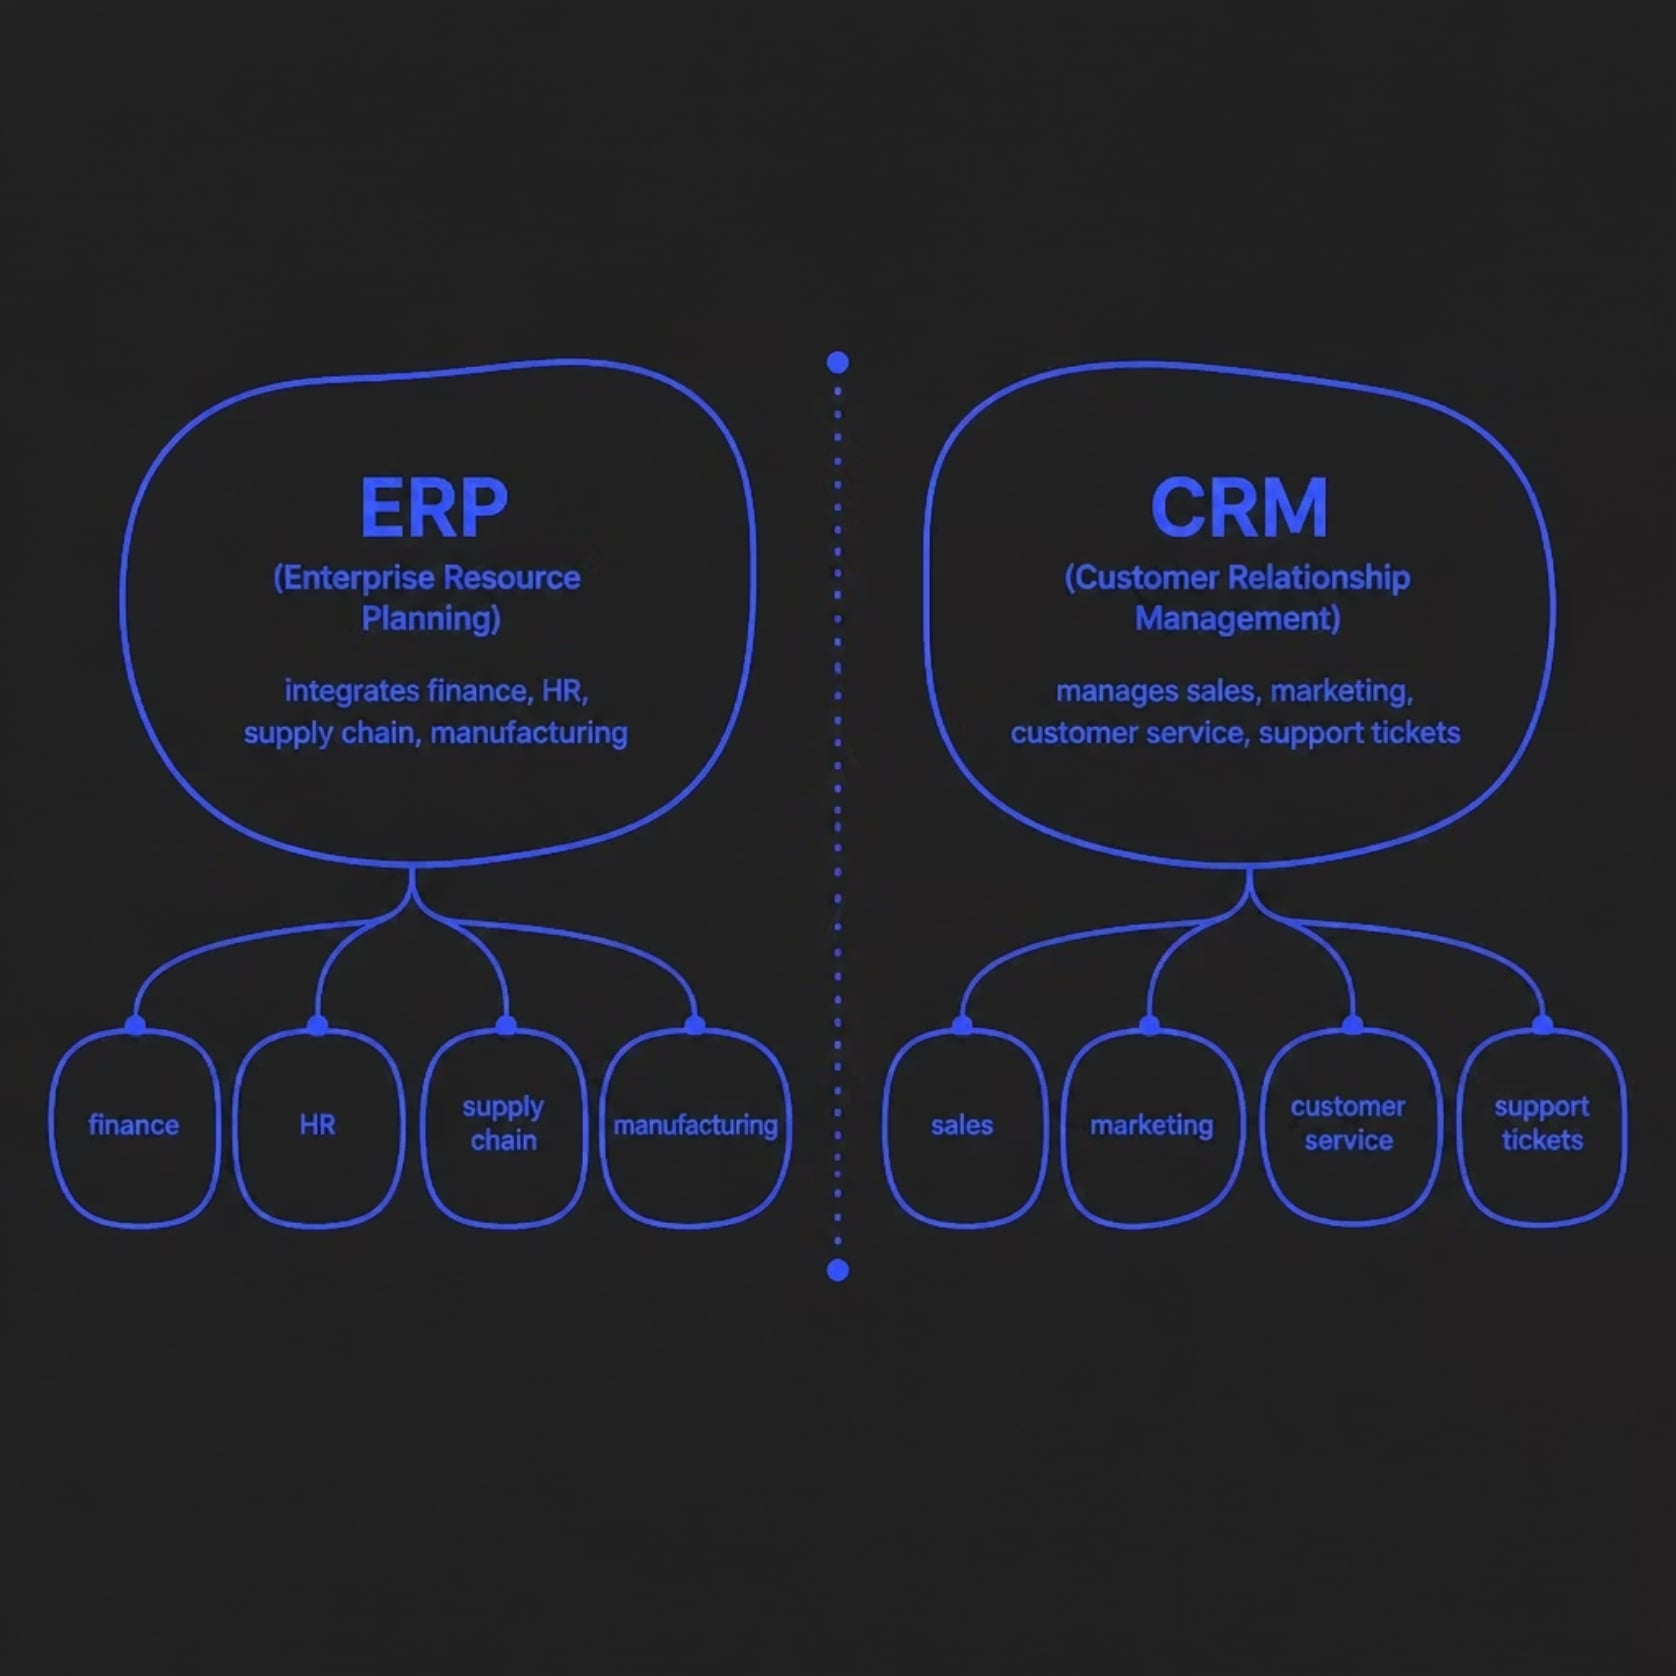 ERP
(Enterprise Resource
Planning)
integrates finance, HR,
supply chain, manufacturing
finance
HR
supply
chain
manufacturing
CRM
(Customer Relationship
Management)
manages sales, marketing,
customer service, support tickets
sales
marketing
customer
service
support
tickets